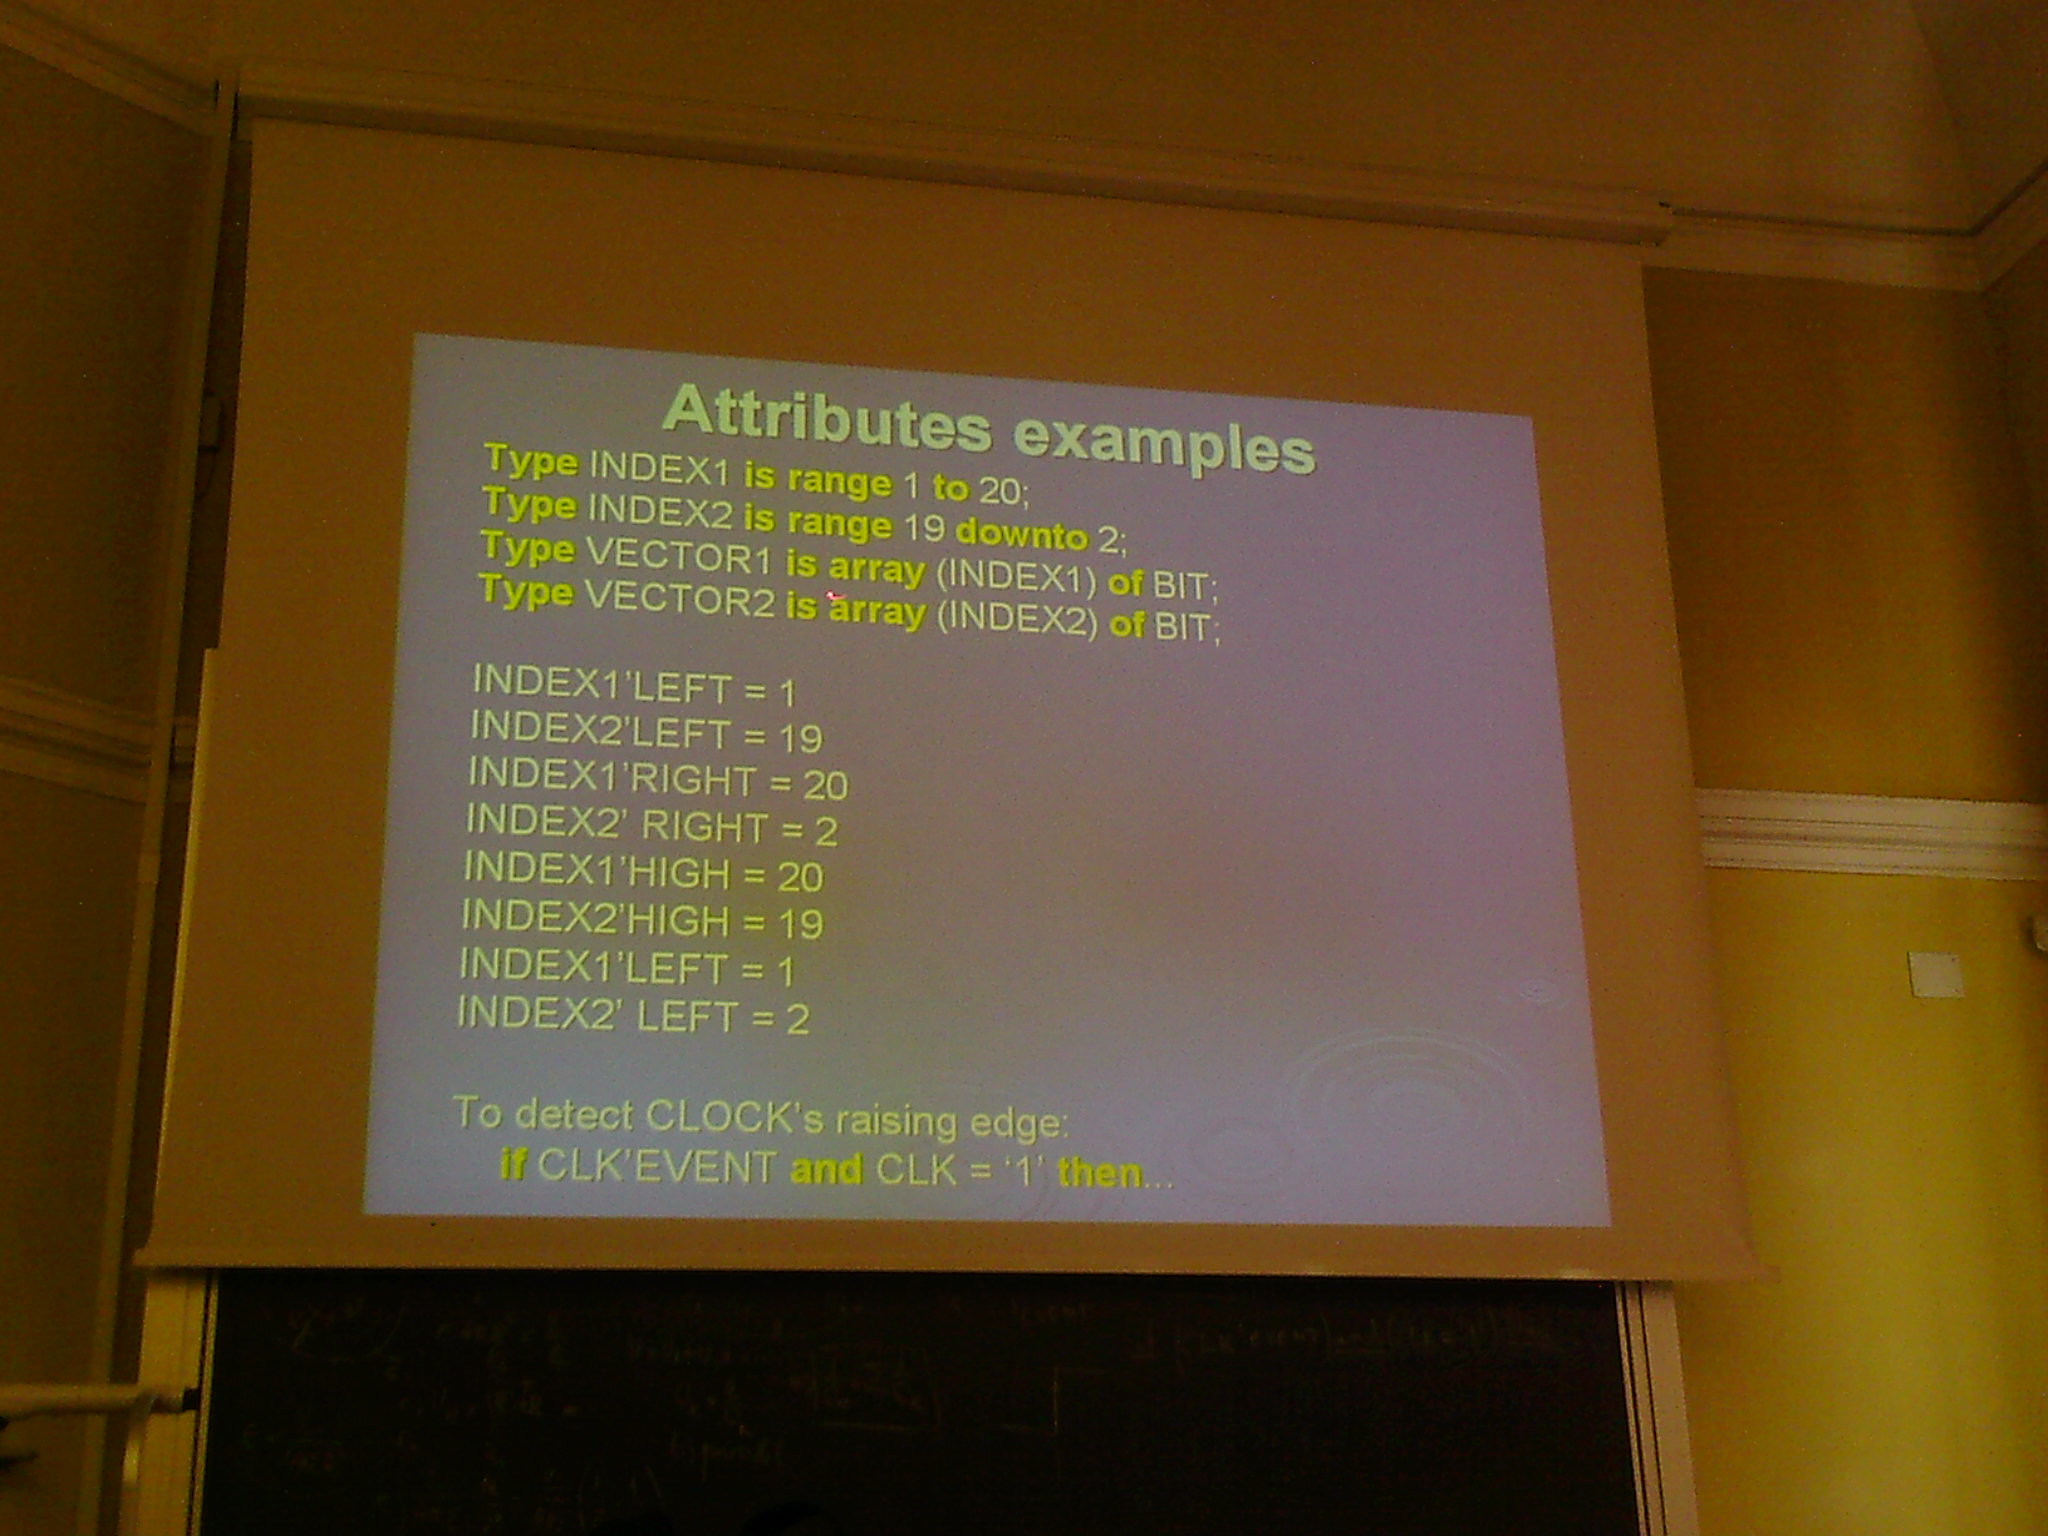 Attributes examples
Type INDEX1 is range 1 to 20;
Type INDEX2 is range 19 downto 2;
Type VECTOR1 is array (INDEX1) of BIT;
Type VECTOR2 is array (INDEX2) of BIT;
INDEX1’LEFT = 1
INDEX2’LEFT = 19
INDEX1’RIGHT = 20
INDEX2’ RIGHT = 2
INDEX1’HIGH = 20
INDEX2’HIGH = 19
INDEX1’LEFT = 1
INDEX2’ LEFT = 2
To detect CLOCK’s raising edge:
if CLK’EVENT and CLK = ‘1’ then...